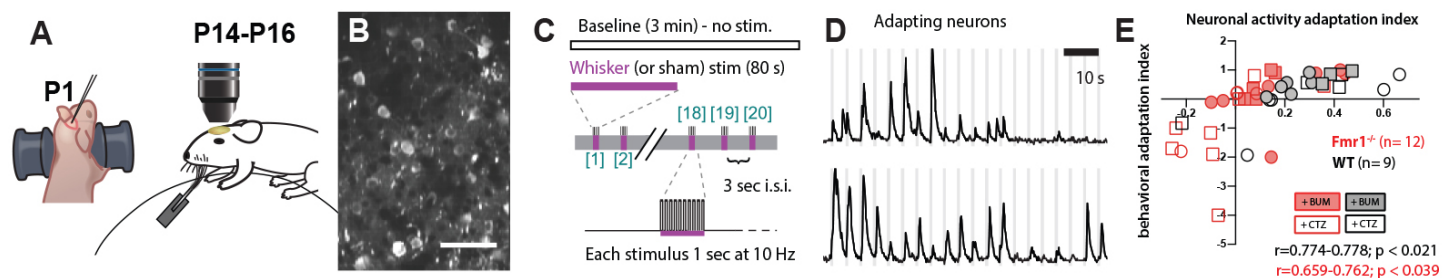 A
P1
P14-P16
B
C
Baseline (3 min) - no stim.
Whisker (or sham) stim (80 s)
[18] [19] [20]
[1] [2]
3 sec i.s.i.
Each stimulus 1 sec at 10 Hz
D
Adapting neurons
10 s
E
Neuronal activity adaptation index
behavioral adaptation index
2
1
-0.2
0.2
0.4
0.6
0.8
-1
-2
-3
-4
-5
Fmr1-/- (n= 12)
WT (n= 9)
+ BUM + BUM
+ CTZ + CTZ
r=0.774-0.778; p < 0.021
r=0.659-0.762; p < 0.039